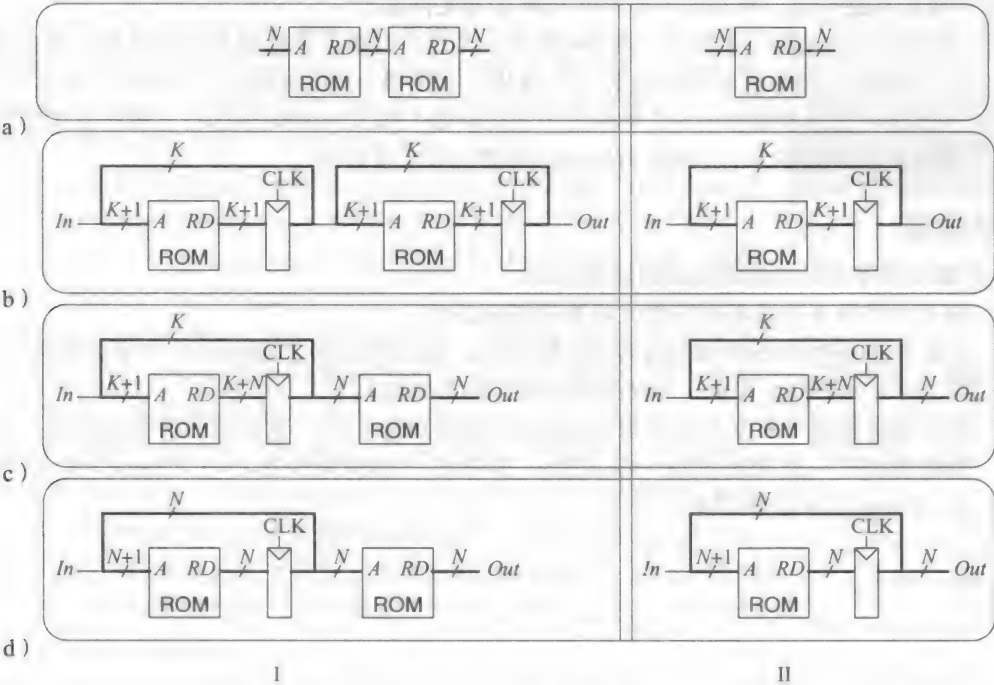 N A RD N A RD N
ROM ROM
N A RD N
ROM
a )
K K
CLK CLK
In K+1 A RD K+1 K+1 A RD K+1 Out
ROM ROM
K
CLK
In K+1 A RD K+1 Out
ROM
b )
K
CLK
In K+1 A RD K+N N A RD N Out
ROM ROM
K
CLK
In K+1 A RD K+N N Out
ROM
c )
N
CLK
In N+1 A RD N N A RD N Out
ROM ROM
N
CLK
In N+1 A RD N N Out
ROM
d )
I II